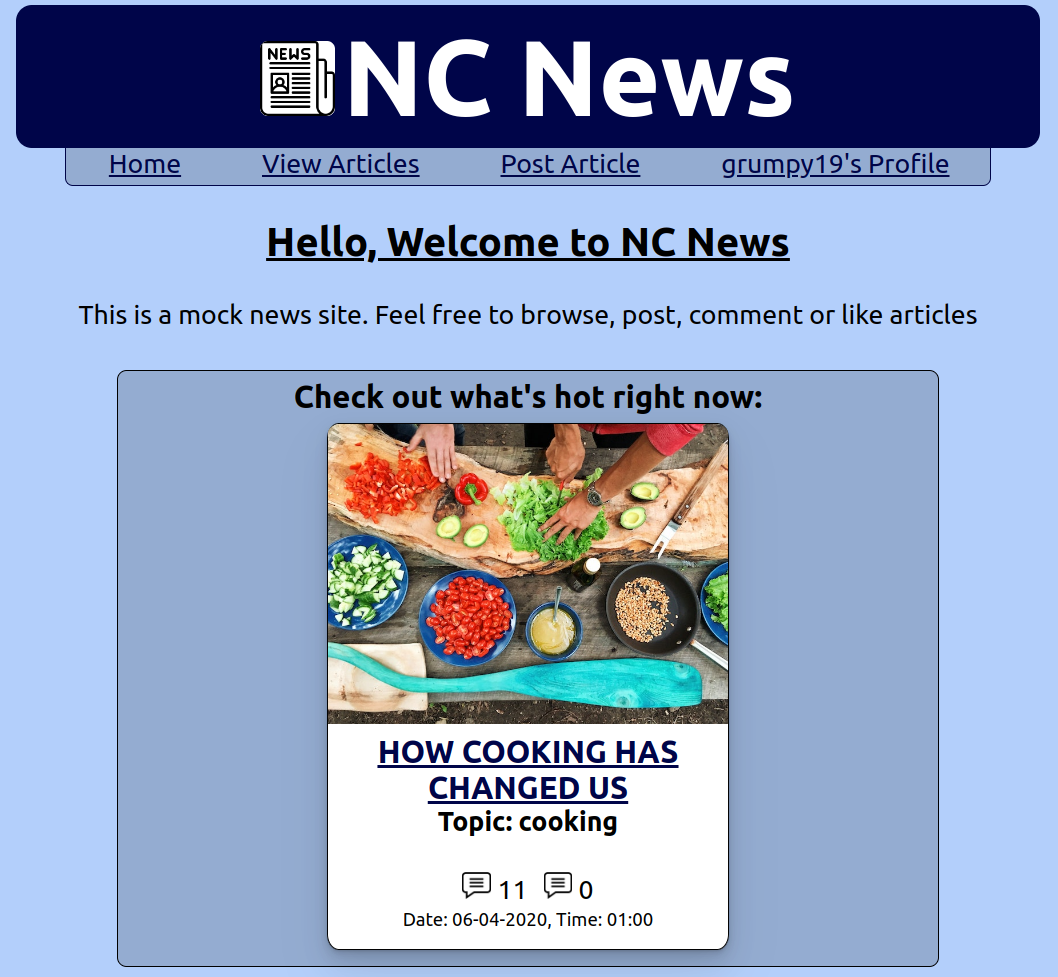 NEWS
NC News
Home View Articles Post Article grumpy19's Profile
Hello, Welcome to NC News
This is a mock news site. Feel free to browse, post, comment or like articles
Check out what's hot right now:
HOW COOKING HAS
CHANGED US
Topic: cooking
11 0
Date: 06-04-2020, Time: 01:00